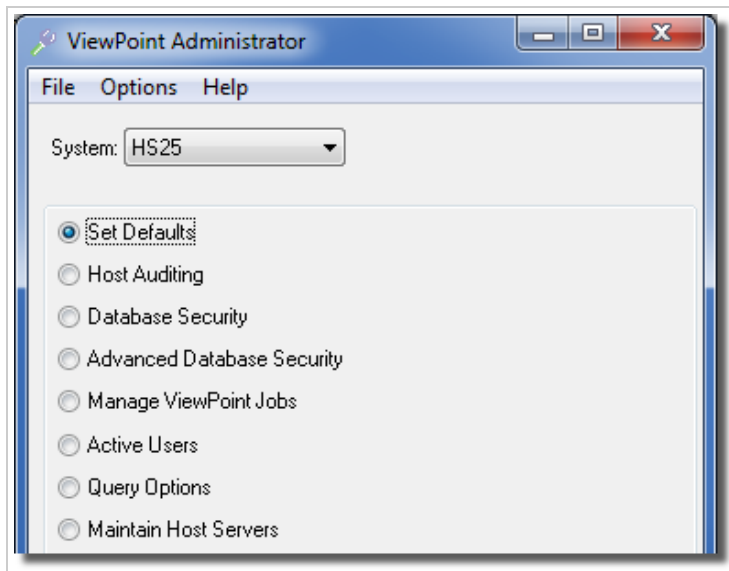 ViewPoint Administrator
File Options Help
System: HS25
Set Defaults
Host Auditing
Database Security
Advanced Database Security
Manage ViewPoint Jobs
Active Users
Query Options
Maintain Host Servers